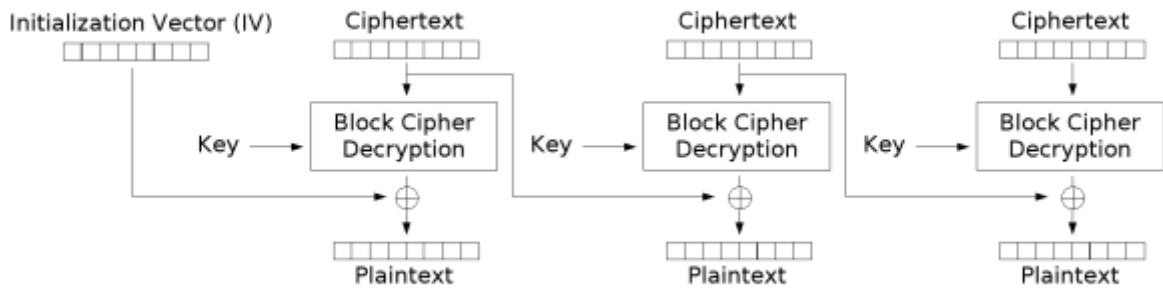 Initialization Vector (IV)
Ciphertext
Ciphertext
Ciphertext
Key
Block Cipher
Decryption
Key
Block Cipher
Decryption
Key
Block Cipher
Decryption
Plaintext
Plaintext
Plaintext